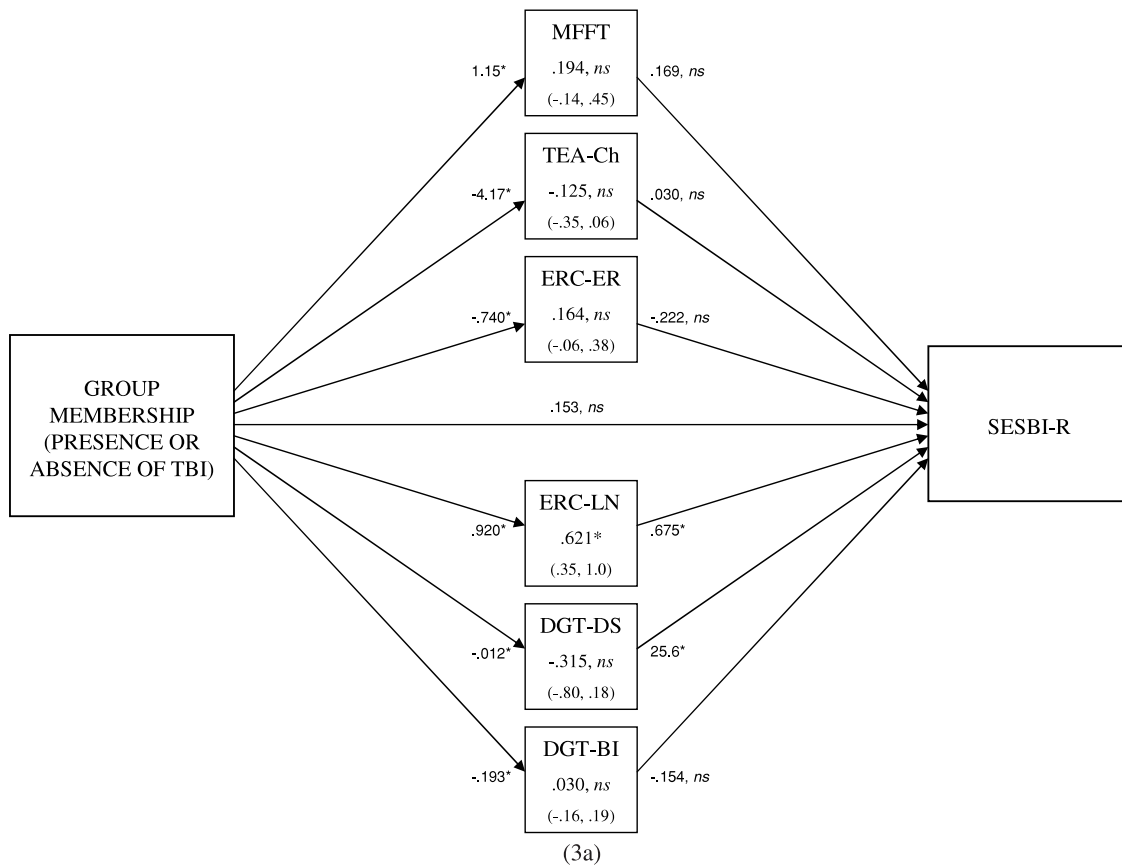 MFFT
.194, ns
(-.14, .45)
1.15*
.169, ns
TEA-Ch
-.125, ns
(-.35, .06)
-4.17*
.030, ns
ERC-ER
.164, ns
(-.06, .38)
-.740*
-.222, ns
GROUP
MEMBERSHIP
(PRESENCE OR
ABSENCE OF TBI)
.153, ns
SESBI-R
ERC-LN
.621*
(.35, 1.0)
.920*
.675*
DGT-DS
-.315, ns
(-.80, .18)
-.012*
25.6*
DGT-BI
.030, ns
(-.16, .19)
-.193*
-.154, ns
(3a)